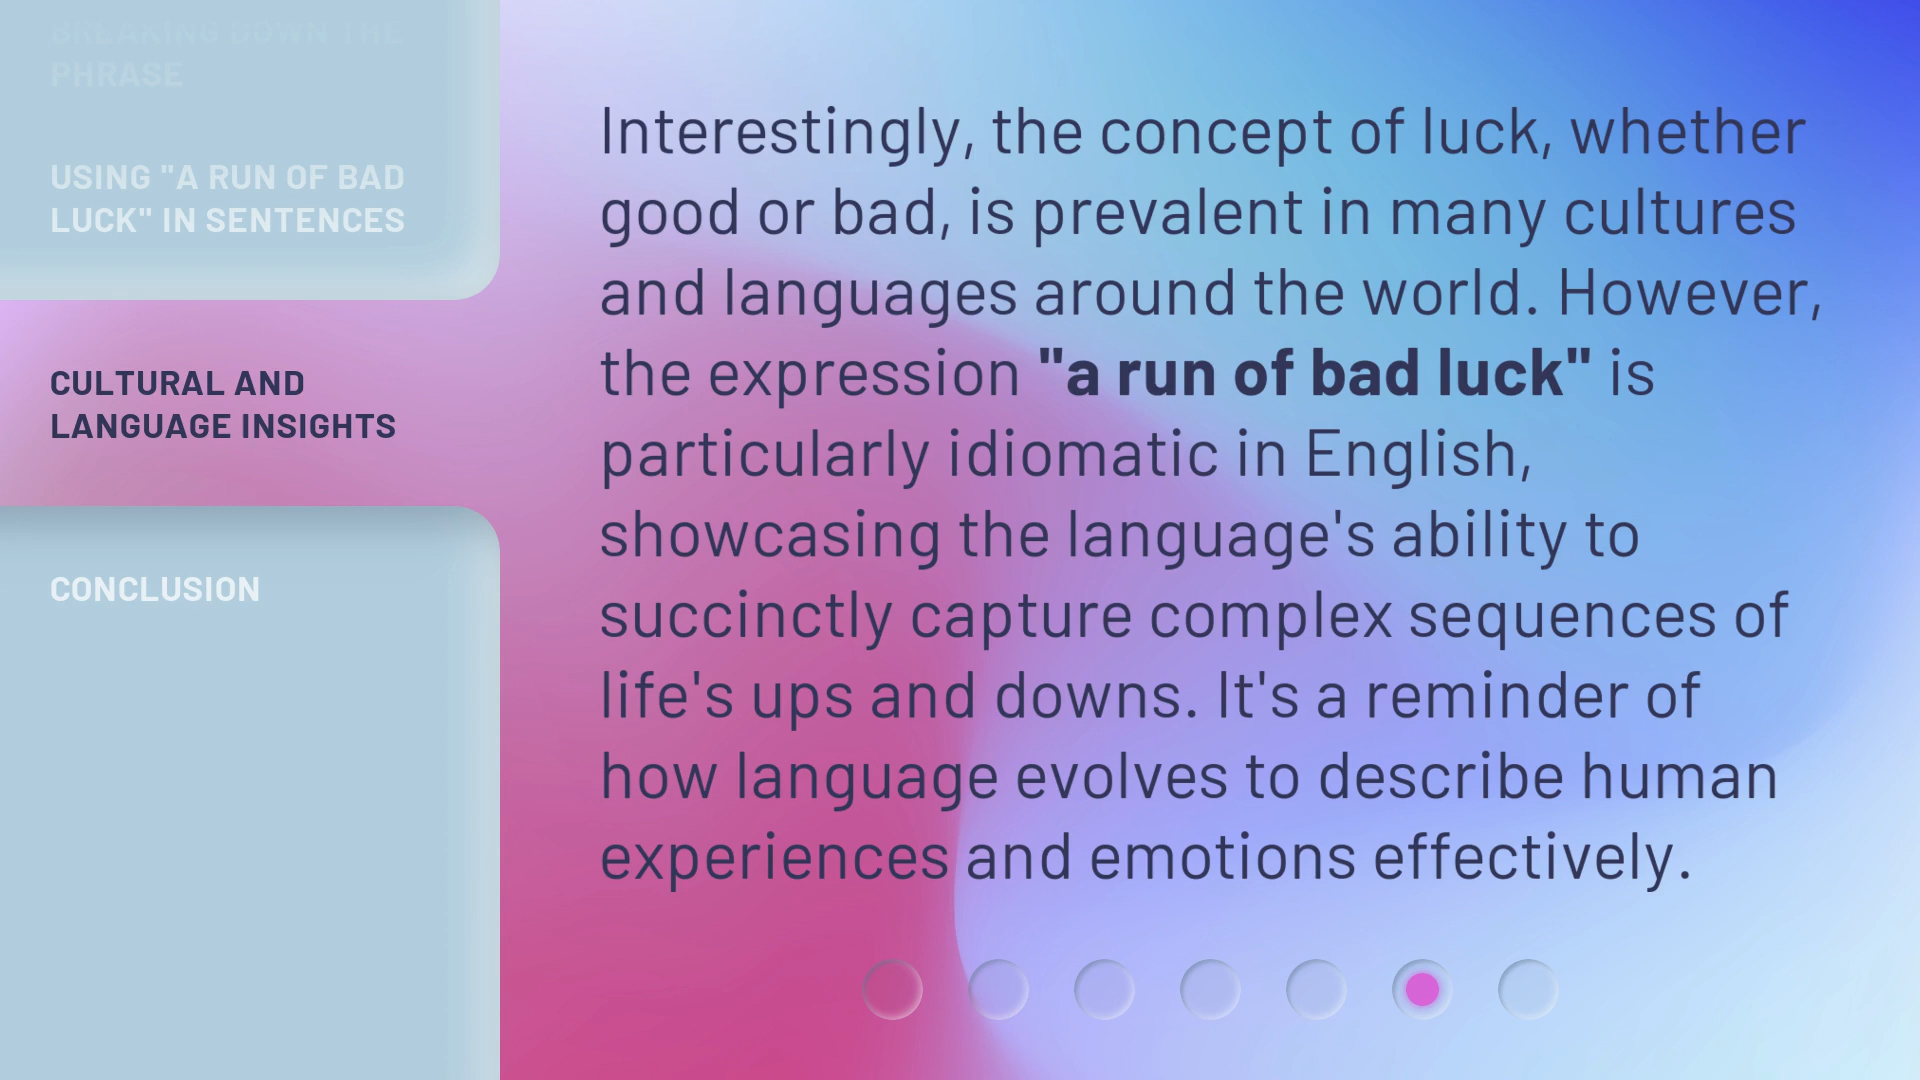 BREAKING DOWN THE
PHRASE
USING "A RUN OF BAD
LUCK" IN SENTENCES
CULTURAL AND
LANGUAGE INSIGHTS
CONCLUSION
Interestingly, the concept of luck, whether
good or bad, is prevalent in many cultures
and languages around the world. However,
the expression "a run of bad luck" is
particularly idiomatic in English,
showcasing the language's ability to
succinctly capture complex sequences of
life's ups and downs. It's a reminder of
how language evolves to describe human
experiences and emotions effectively.